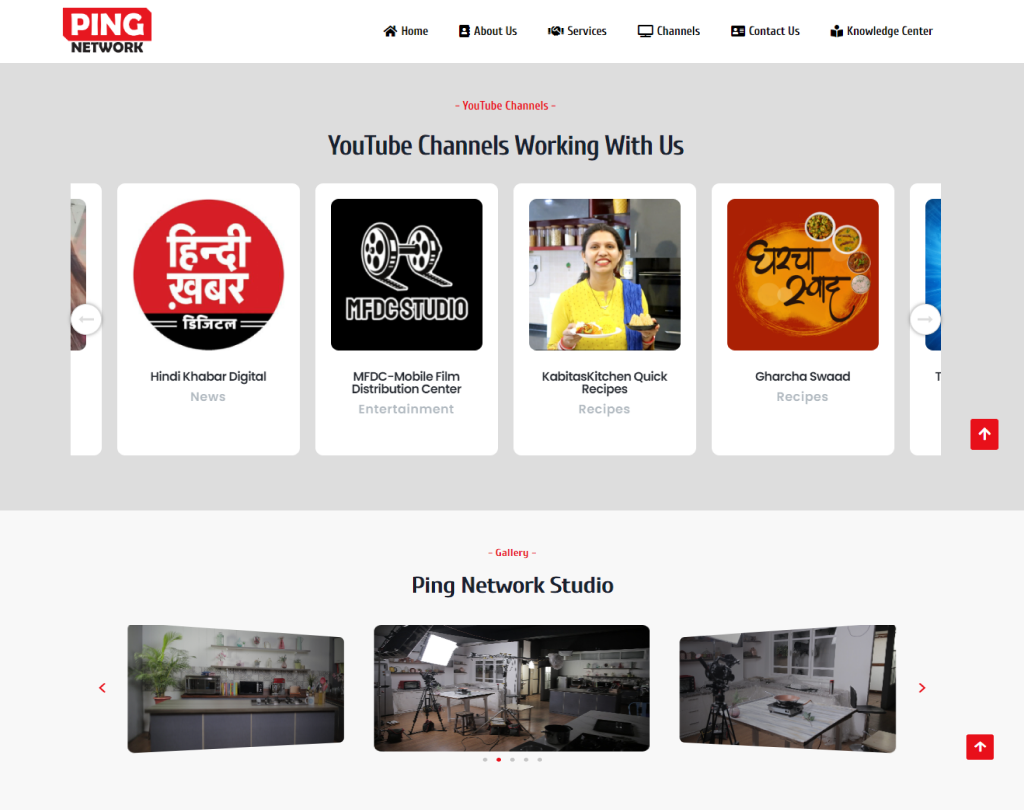 PING
NETWORK
Home
About Us
Services
Channels
Contact Us
Knowledge Center
- YouTube Channels -
YouTube Channels Working With Us
हिन्दी
ख़बर
डिजिटल
Hindi Khabar Digital
News
MFDC STUDIO
MFDC-Mobile Film
Distribution Center
Entertainment
KabitasKitchen Quick
Recipes
Recipes
घरचा
स्वाद
Gharcha Swaad
Recipes
T
- Gallery -
Ping Network Studio